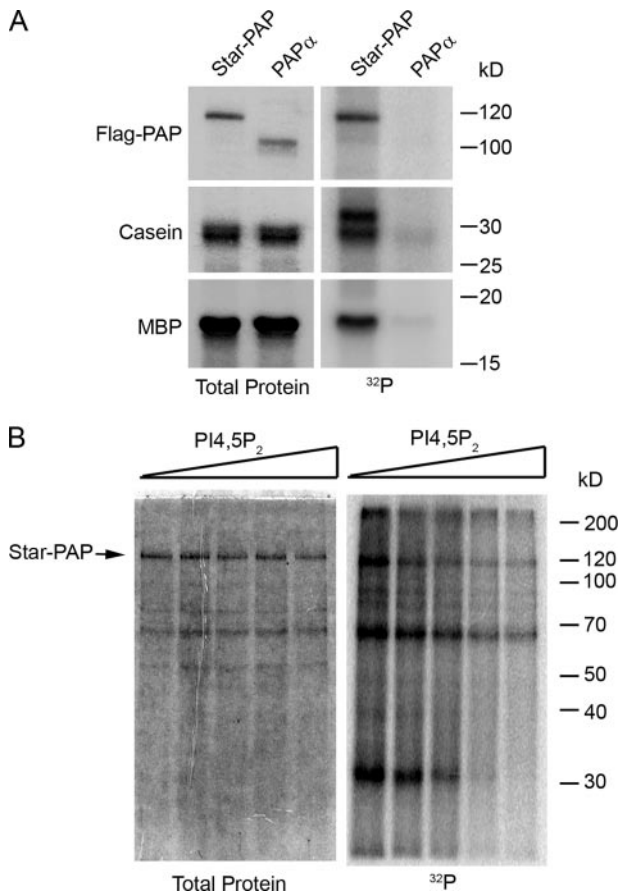 A
Star-PAP
PAPα
Star-PAP
PAPα
kD
Flag-PAP
120
100
Casein
30
25
MBP
20
15
Total Protein
³²P
B
PI4,5P₂
PI4,5P₂
kD
Star-PAP
200
120
100
70
50
40
30
Total Protein
³²P